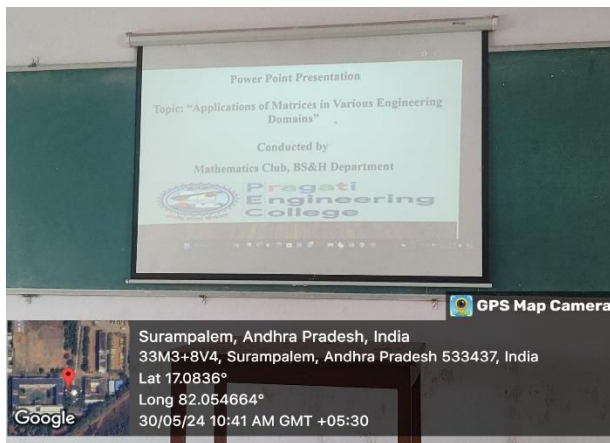 Power Point Presentation
Topic: "Applications of Matrices in Various Engineering
Domains"
Conducted by
Mathematics Club, BS&H Department
Pragati
Engineering
College
GPS Map Camera
Surampalem, Andhra Pradesh, India
33M3+8V4, Surampalem, Andhra Pradesh 533437, India
Lat 17.0836°
Long 82.054664°
30/05/24 10:41 AM GMT +05:30
Google